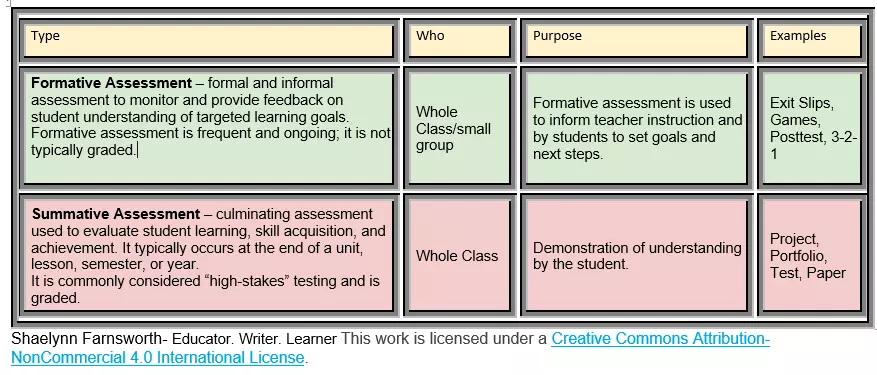 Type
Who
Purpose
Examples
Formative Assessment – formal and informal
assessment to monitor and provide feedback on
student understanding of targeted learning goals.
Formative assessment is frequent and ongoing; it is not
typically graded.
Whole
Class/small
group
Formative assessment is used
to inform teacher instruction and
by students to set goals and
next steps.
Exit Slips,
Games,
Posttest, 3-2-
1
Summative Assessment – culminating assessment
used to evaluate student learning, skill acquisition, and
achievement. It typically occurs at the end of a unit,
lesson, semester, or year.
It is commonly considered “high-stakes” testing and is
graded.
Whole Class
Demonstration of understanding
by the student.
Project,
Portfolio,
Test, Paper
Shaelynn Farnsworth- Educator. Writer. Learner This work is licensed under a Creative Commons Attribution-
NonCommercial 4.0 International License.